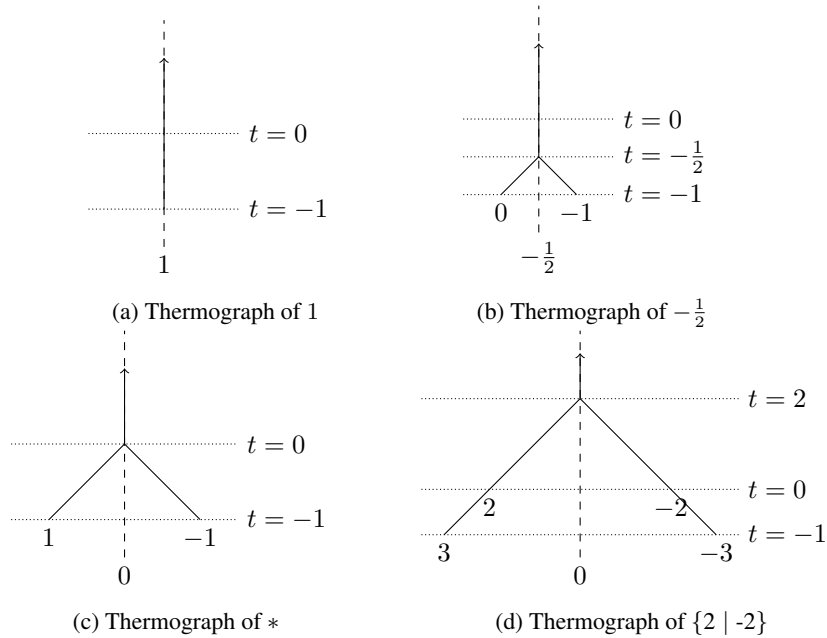 t = 0
t = −1
1
(a) Thermograph of 1
t = 0
t = −1/2
t = −1
0
−1
−1/2
(b) Thermograph of −1/2
t = 0
t = −1
1
−1
0
(c) Thermograph of ∗
t = 2
t = 0
2
−2
t = −1
3
−3
0
(d) Thermograph of {2 | -2}